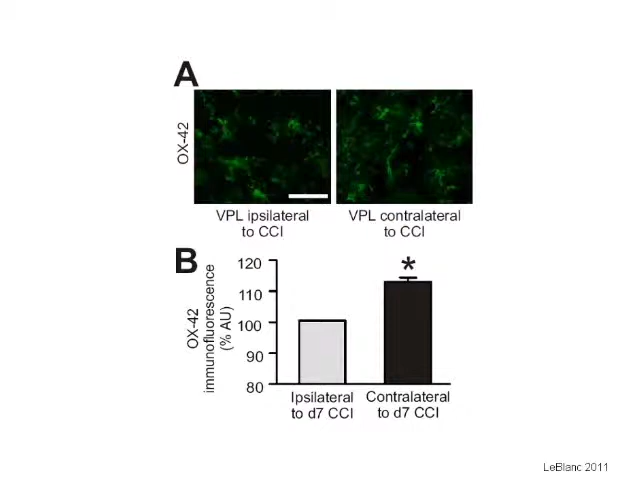 A
OX-42
VPL ipsilateral
to CCI
VPL contralateral
to CCI
B
OX-42
immunofluorescence
(% AU)
120
110
100
90
80
*
Ipsilateral
to d7 CCI
Contralateral
to d7 CCI
LeBlanc 2011